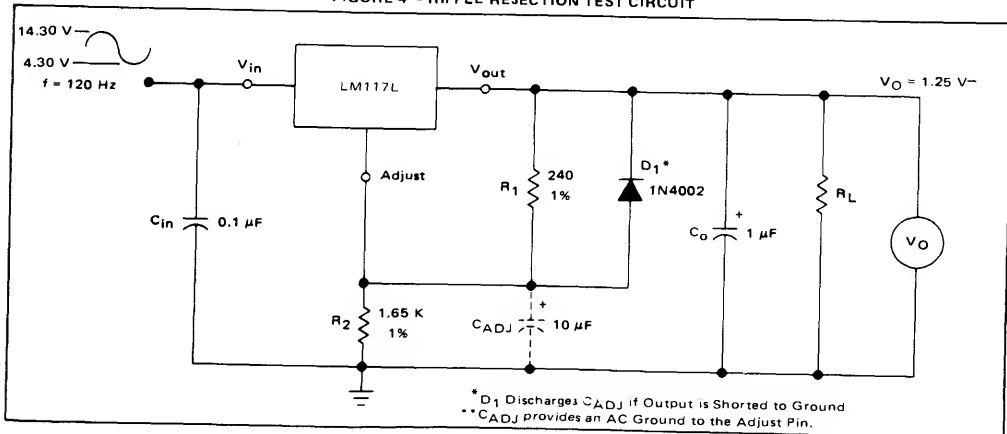 FIGURE 4 – RIPPLE REJECTION TEST CIRCUIT
14.30 V
4.30 V
f = 120 Hz
Vin
LM117L
Vout
VO = 1.25 V
Adjust
Cin
0.1 µF
R1
240
1%
D1*
1N4002
Co
+
1 µF
RL
VO
R2
1.65 K
1%
CADJ
+
10 µF
*D1 Discharges CADJ if Output is Shorted to Ground
**CADJ provides an AC Ground to the Adjust Pin.